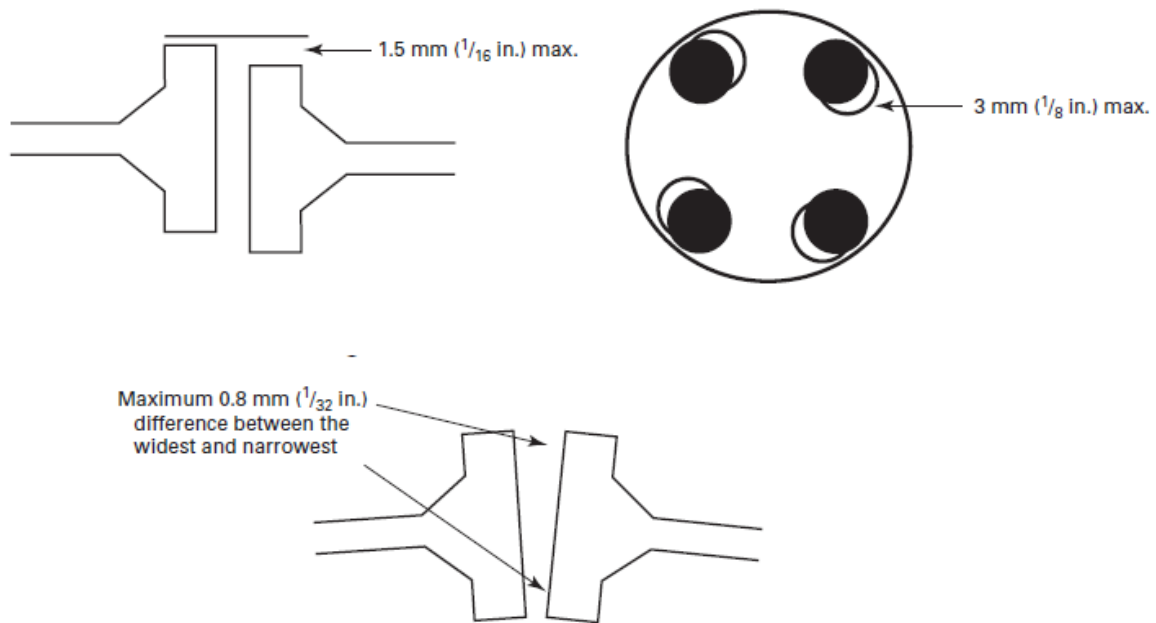 1.5 mm (1/16 in.) max.
3 mm (1/8 in.) max.
Maximum 0.8 mm (1/32 in.)
difference between the
widest and narrowest